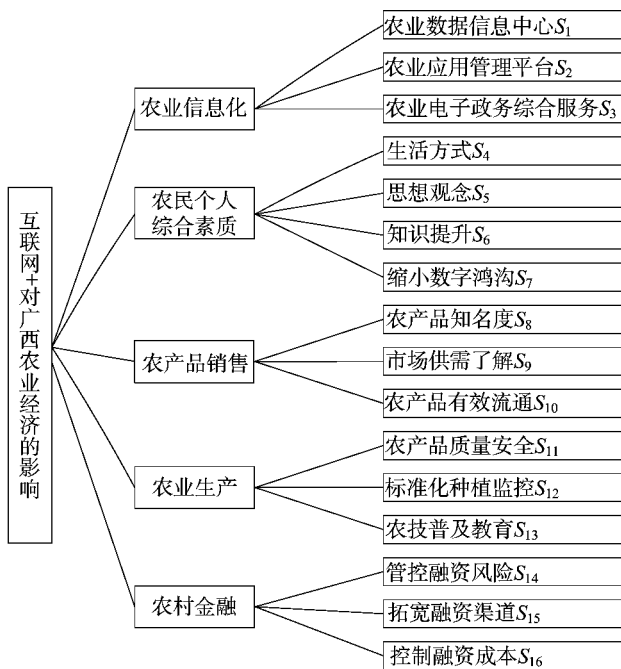 互联网+对广西农业经济的影响
农业信息化
农业数据信息中心S₁
农业应用管理平台S₂
农业电子政务综合服务S₃
农民个人
综合素质
生活方式S₄
思想观念S₅
知识提升S₆
缩小数字鸿沟S₇
农产品销售
农产品知名度S₈
市场供需了解S₉
农产品有效流通S₁₀
农业生产
农产品质量安全S₁₁
标准化种植监控S₁₂
农技普及教育S₁₃
农村金融
管控融资风险S₁₄
拓宽融资渠道S₁₅
控制融资成本S₁₆